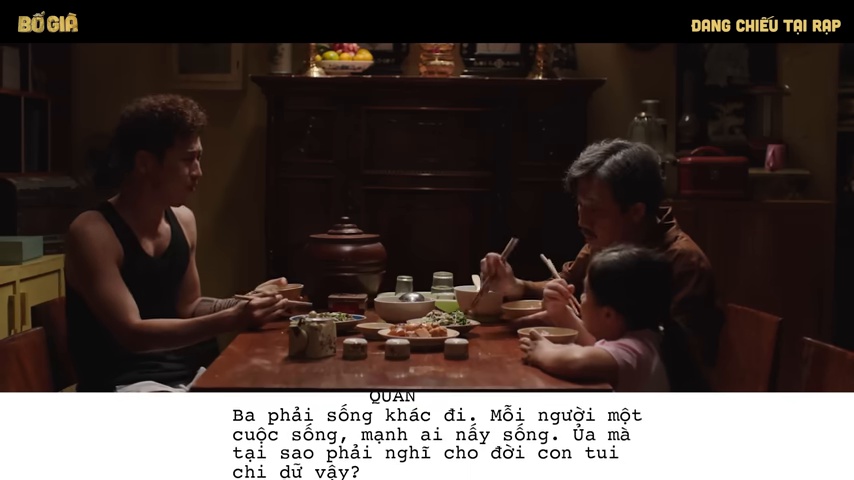 BỐ GIÀ
ĐANG CHIẾU TẠI RẠP
QUẮN
Ba phải sống khác đi. Mỗi người một
cuộc sống, mạnh ai nấy sống. Ủa mà
tại sao phải nghĩ cho đời con tui
chi dữ vậy?